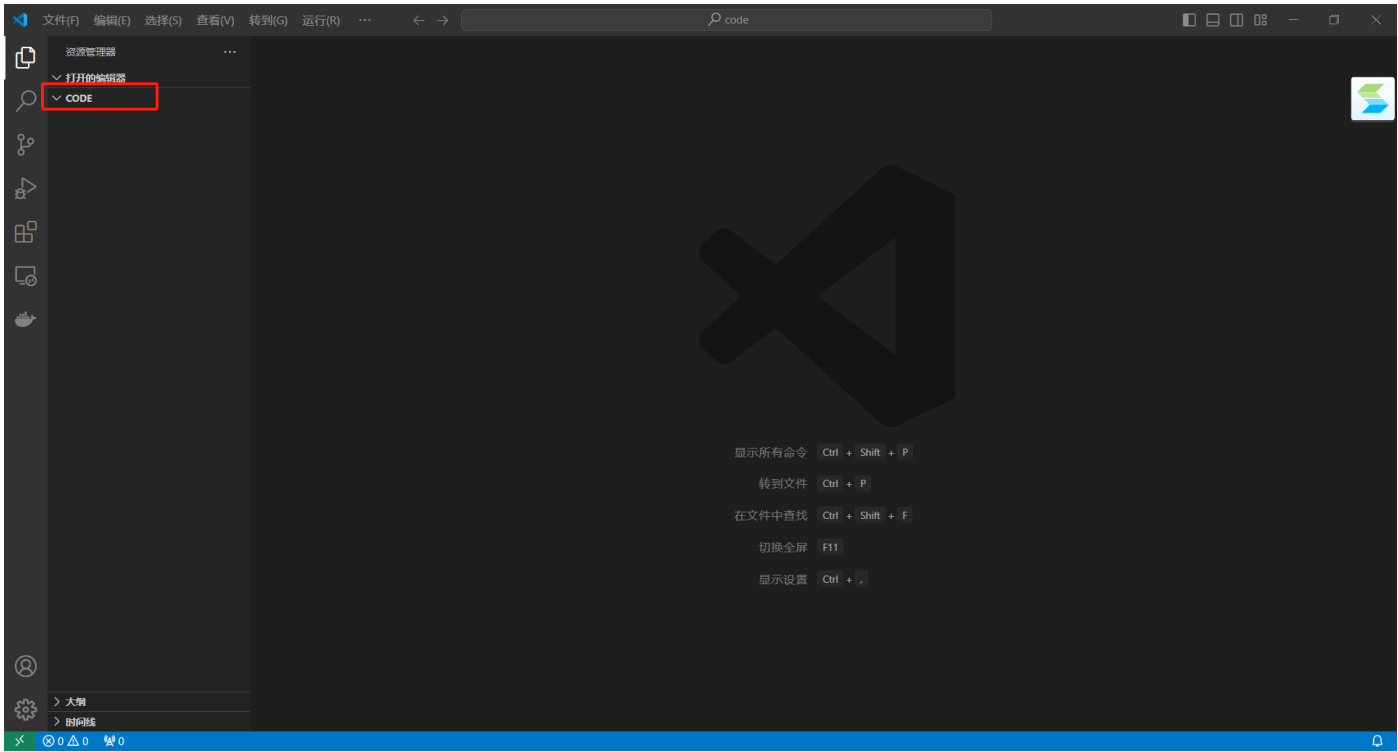 文件(F) 编辑(E) 选择(S) 查看(V) 转到(G) 运行(R) ··· ← → code
资源管理器 ···
打开的编辑器
CODE
显示所有命令 Ctrl + Shift + P
转到文件 Ctrl + P
在文件中查找 Ctrl + Shift + F
切换全屏 F11
显示设置 Ctrl + ,
大纲
时间线
0 0 0